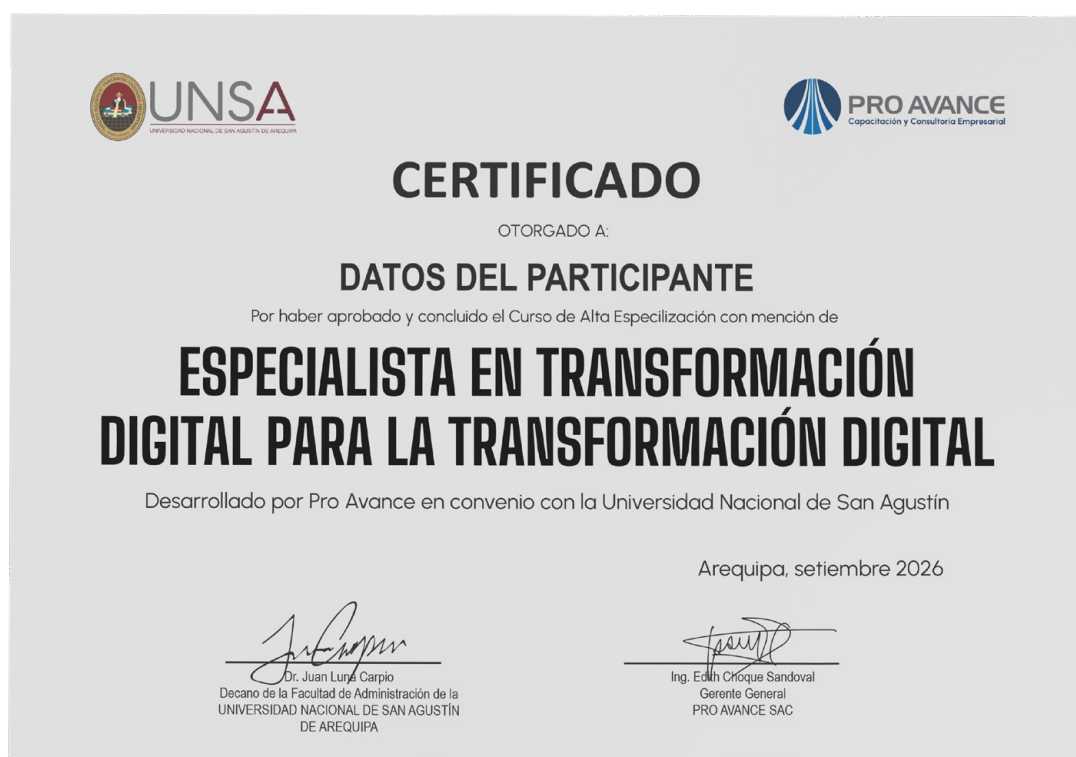 UNSA
UNIVERSIDAD NACIONAL DE SAN AGUSTÍN DE AREQUIPA
PRO AVANCE
Capacitación y Consultoría Empresarial
CERTIFICADO
OTORGADO A:
DATOS DEL PARTICIPANTE
Por haber aprobado y concluido el Curso de Alta Especilización con mención de
ESPECIALISTA EN TRANSFORMACIÓN
DIGITAL PARA LA TRANSFORMACIÓN DIGITAL
Desarrollado por Pro Avance en convenio con la Universidad Nacional de San Agustín
Arequipa, setiembre 2026
Dr. Juan Luna Carpio
Decano de la Facultad de Administración de la
UNIVERSIDAD NACIONAL DE SAN AGUSTÍN
DE AREQUIPA
Ing. Edith Choque Sandoval
Gerente General
PRO AVANCE SAC